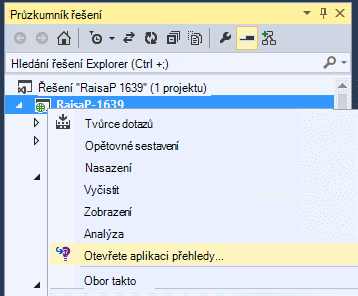 Průzkumník řešení
Hledání řešení Explorer (Ctrl +;)
Řešení "RaisaP 1639" (1 projektu)
RaisaP-1639
Tvůrce dotazů
Opětovné sestavení
Nasazení
Vyčistit
Zobrazení
Analýza
Otevřete aplikaci přehledy...
Obor takto